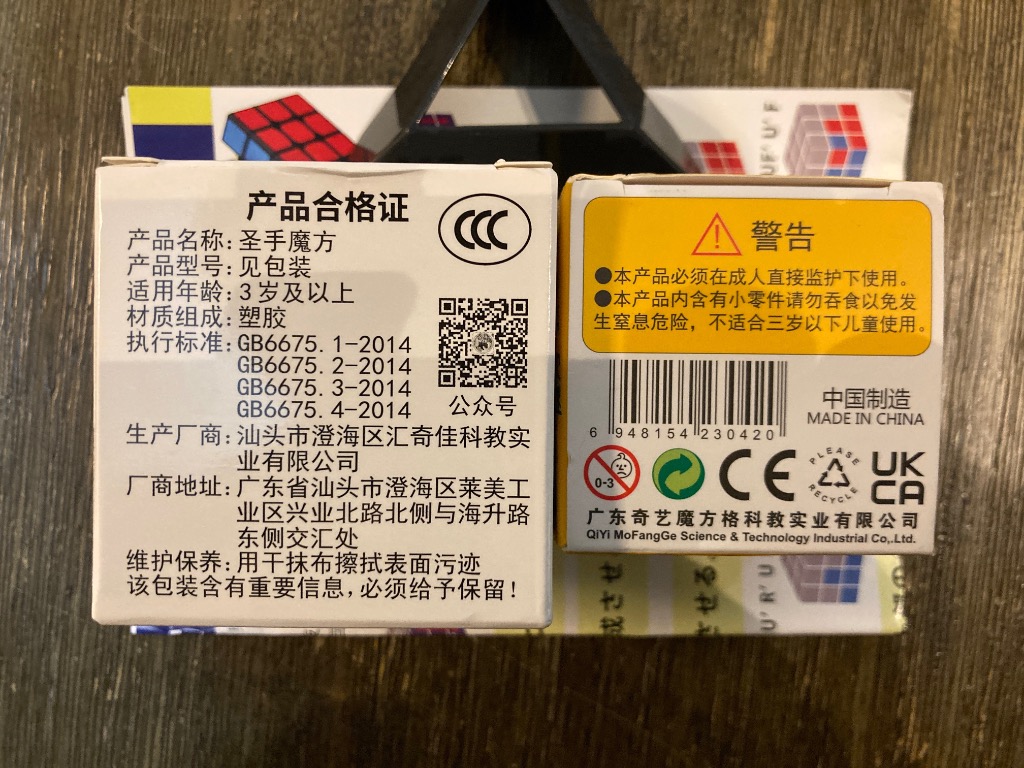 产品合格证
CCC
产品名称:圣手魔方
产品型号:见包装
适用年龄:3岁及以上
材质组成:塑胶
执行标准:GB6675.1-2014
GB6675.2-2014
GB6675.3-2014
GB6675.4-2014
公众号
生产厂商:汕头市澄海区汇奇佳科教实
业有限公司
厂商地址:广东省汕头市澄海区莱美工
业区兴业北路北侧与海升路
东侧交汇处
维护保养:用干抹布擦拭表面污迹
该包装含有重要信息,必须给予保留!
警告
●本产品必须在成人直接监护下使用。
●本产品内含有小零件请勿吞食以免发
生窒息危险，不适合三岁以下儿童使用。
6 948154 230420
中国制造
MADE IN CHINA
0-3
CE
PLEASE
RECYCLE
UK
CA
广东奇艺魔方格科教实业有限公司
QiYi MoFangGe Science & Technology Industrial Co,.Ltd.
UF' U' F
成させ
させる
U' R' U